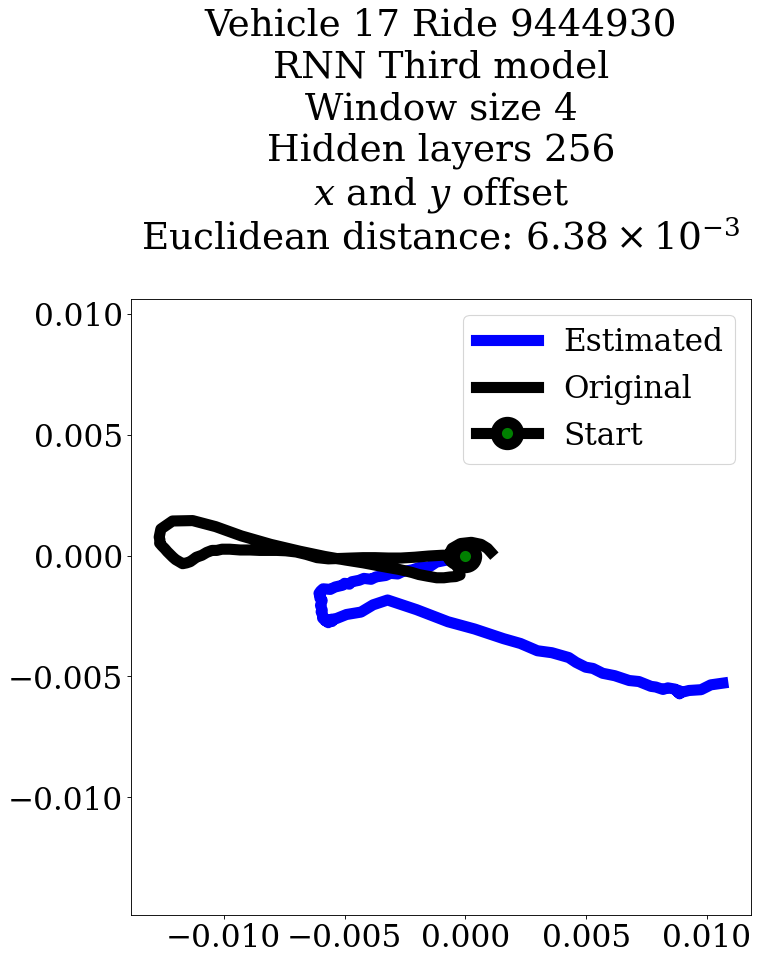 Vehicle 17 Ride 9444930
RNN Third model
Window size 4
Hidden layers 256
x and y offset
Euclidean distance: 6.38 × 10⁻³
Estimated
Original
Start
0.010
0.005
0.000
−0.005
−0.010
−0.010 −0.005 0.000 0.005 0.010